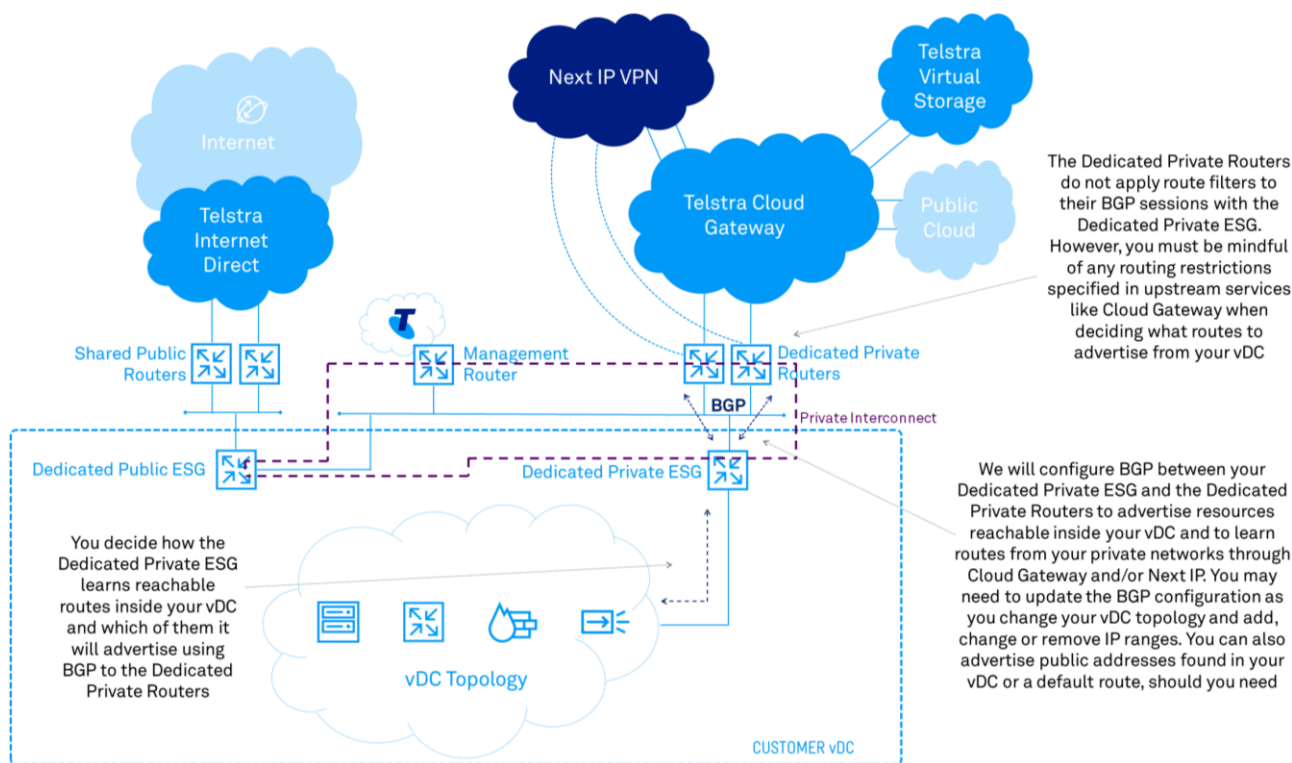 Internet
Telstra
Internet
Direct
Next IP VPN
Telstra
Virtual
Storage
Telstra Cloud
Gateway
Public
Cloud
The Dedicated Private Routers
do not apply route filters to
their BGP sessions with the
Dedicated Private ESG.
However, you must be mindful
of any routing restrictions
specified in upstream services
like Cloud Gateway when
deciding what routes to
advertise from your vDC
Shared Public
Routers
T
Management
Router
Dedicated Private
Routers
BGP
Private Interconnect
Dedicated Public ESG
Dedicated Private ESG
We will configure BGP between your
Dedicated Private ESG and the Dedicated
Private Routers to advertise resources
reachable inside your vDC and to learn
routes from your private networks through
Cloud Gateway and/or Next IP. You may
need to update the BGP configuration as
you change your vDC topology and add,
change or remove IP ranges. You can also
advertise public addresses found in your
vDC or a default route, should you need
You decide how the
Dedicated Private ESG
learns reachable
routes inside your vDC
and which of them it
will advertise using
BGP to the Dedicated
Private Routers
vDC Topology
CUSTOMER vDC